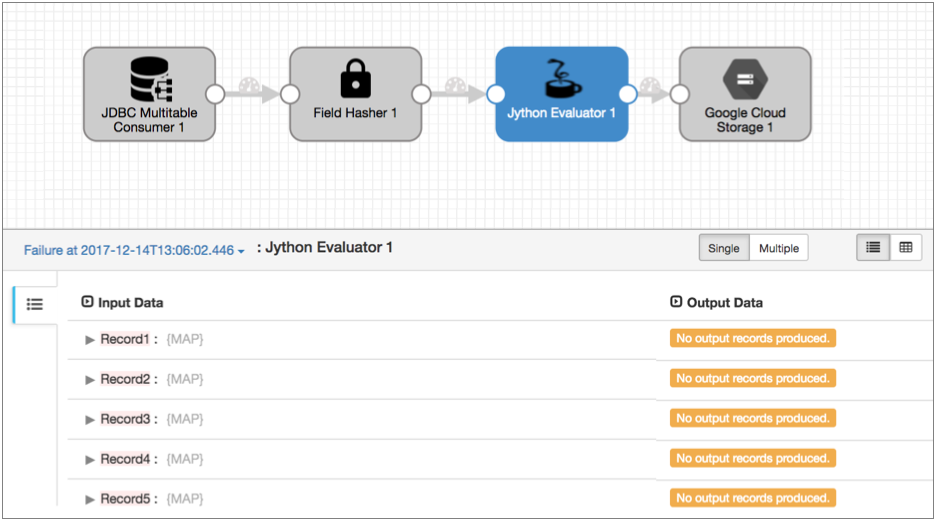 JDBC Multitable
Consumer 1
Field Hasher 1
Jython Evaluator 1
Google Cloud
Storage 1
Failure at 2017-12-14T13:06:02.446 : Jython Evaluator 1 Single Multiple
Input Data Output Data
Record1 : {MAP} No output records produced.
Record2 : {MAP} No output records produced.
Record3 : {MAP} No output records produced.
Record4 : {MAP} No output records produced.
Record5 : {MAP} No output records produced.